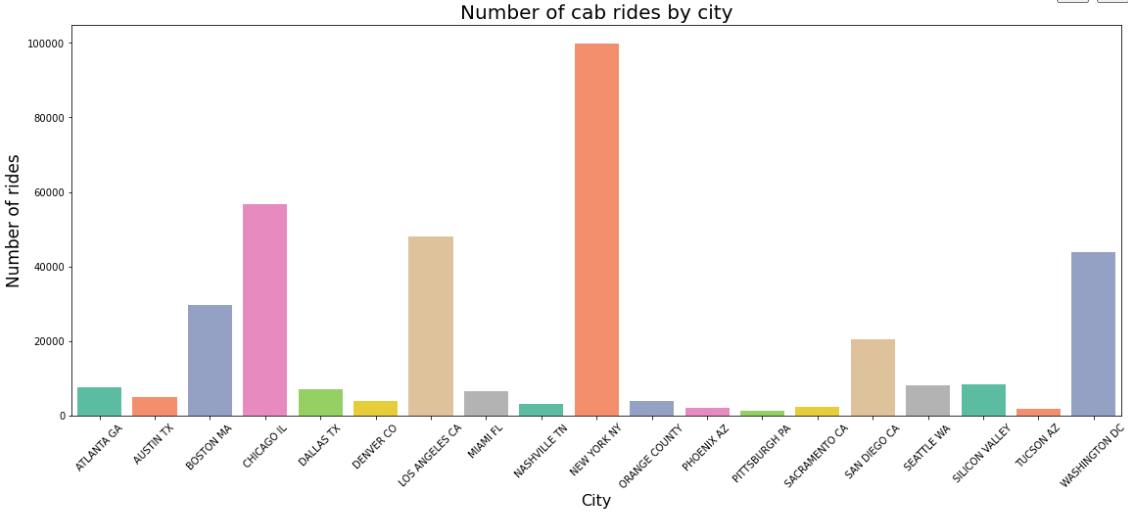 Number of cab rides by city
Number of rides
100000
80000
60000
40000
20000
0
ATLANTA GA
AUSTIN TX
BOSTON MA
CHICAGO IL
DALLAS TX
DENVER CO
LOS ANGELES CA
MIAMI FL
NASHVILLE TN
NEW YORK NY
ORANGE COUNTY
PHOENIX AZ
PITTSBURGH PA
SACRAMENTO CA
SAN DIEGO CA
SEATTLE WA
SILICON VALLEY
TUCSON AZ
WASHINGTON DC
City